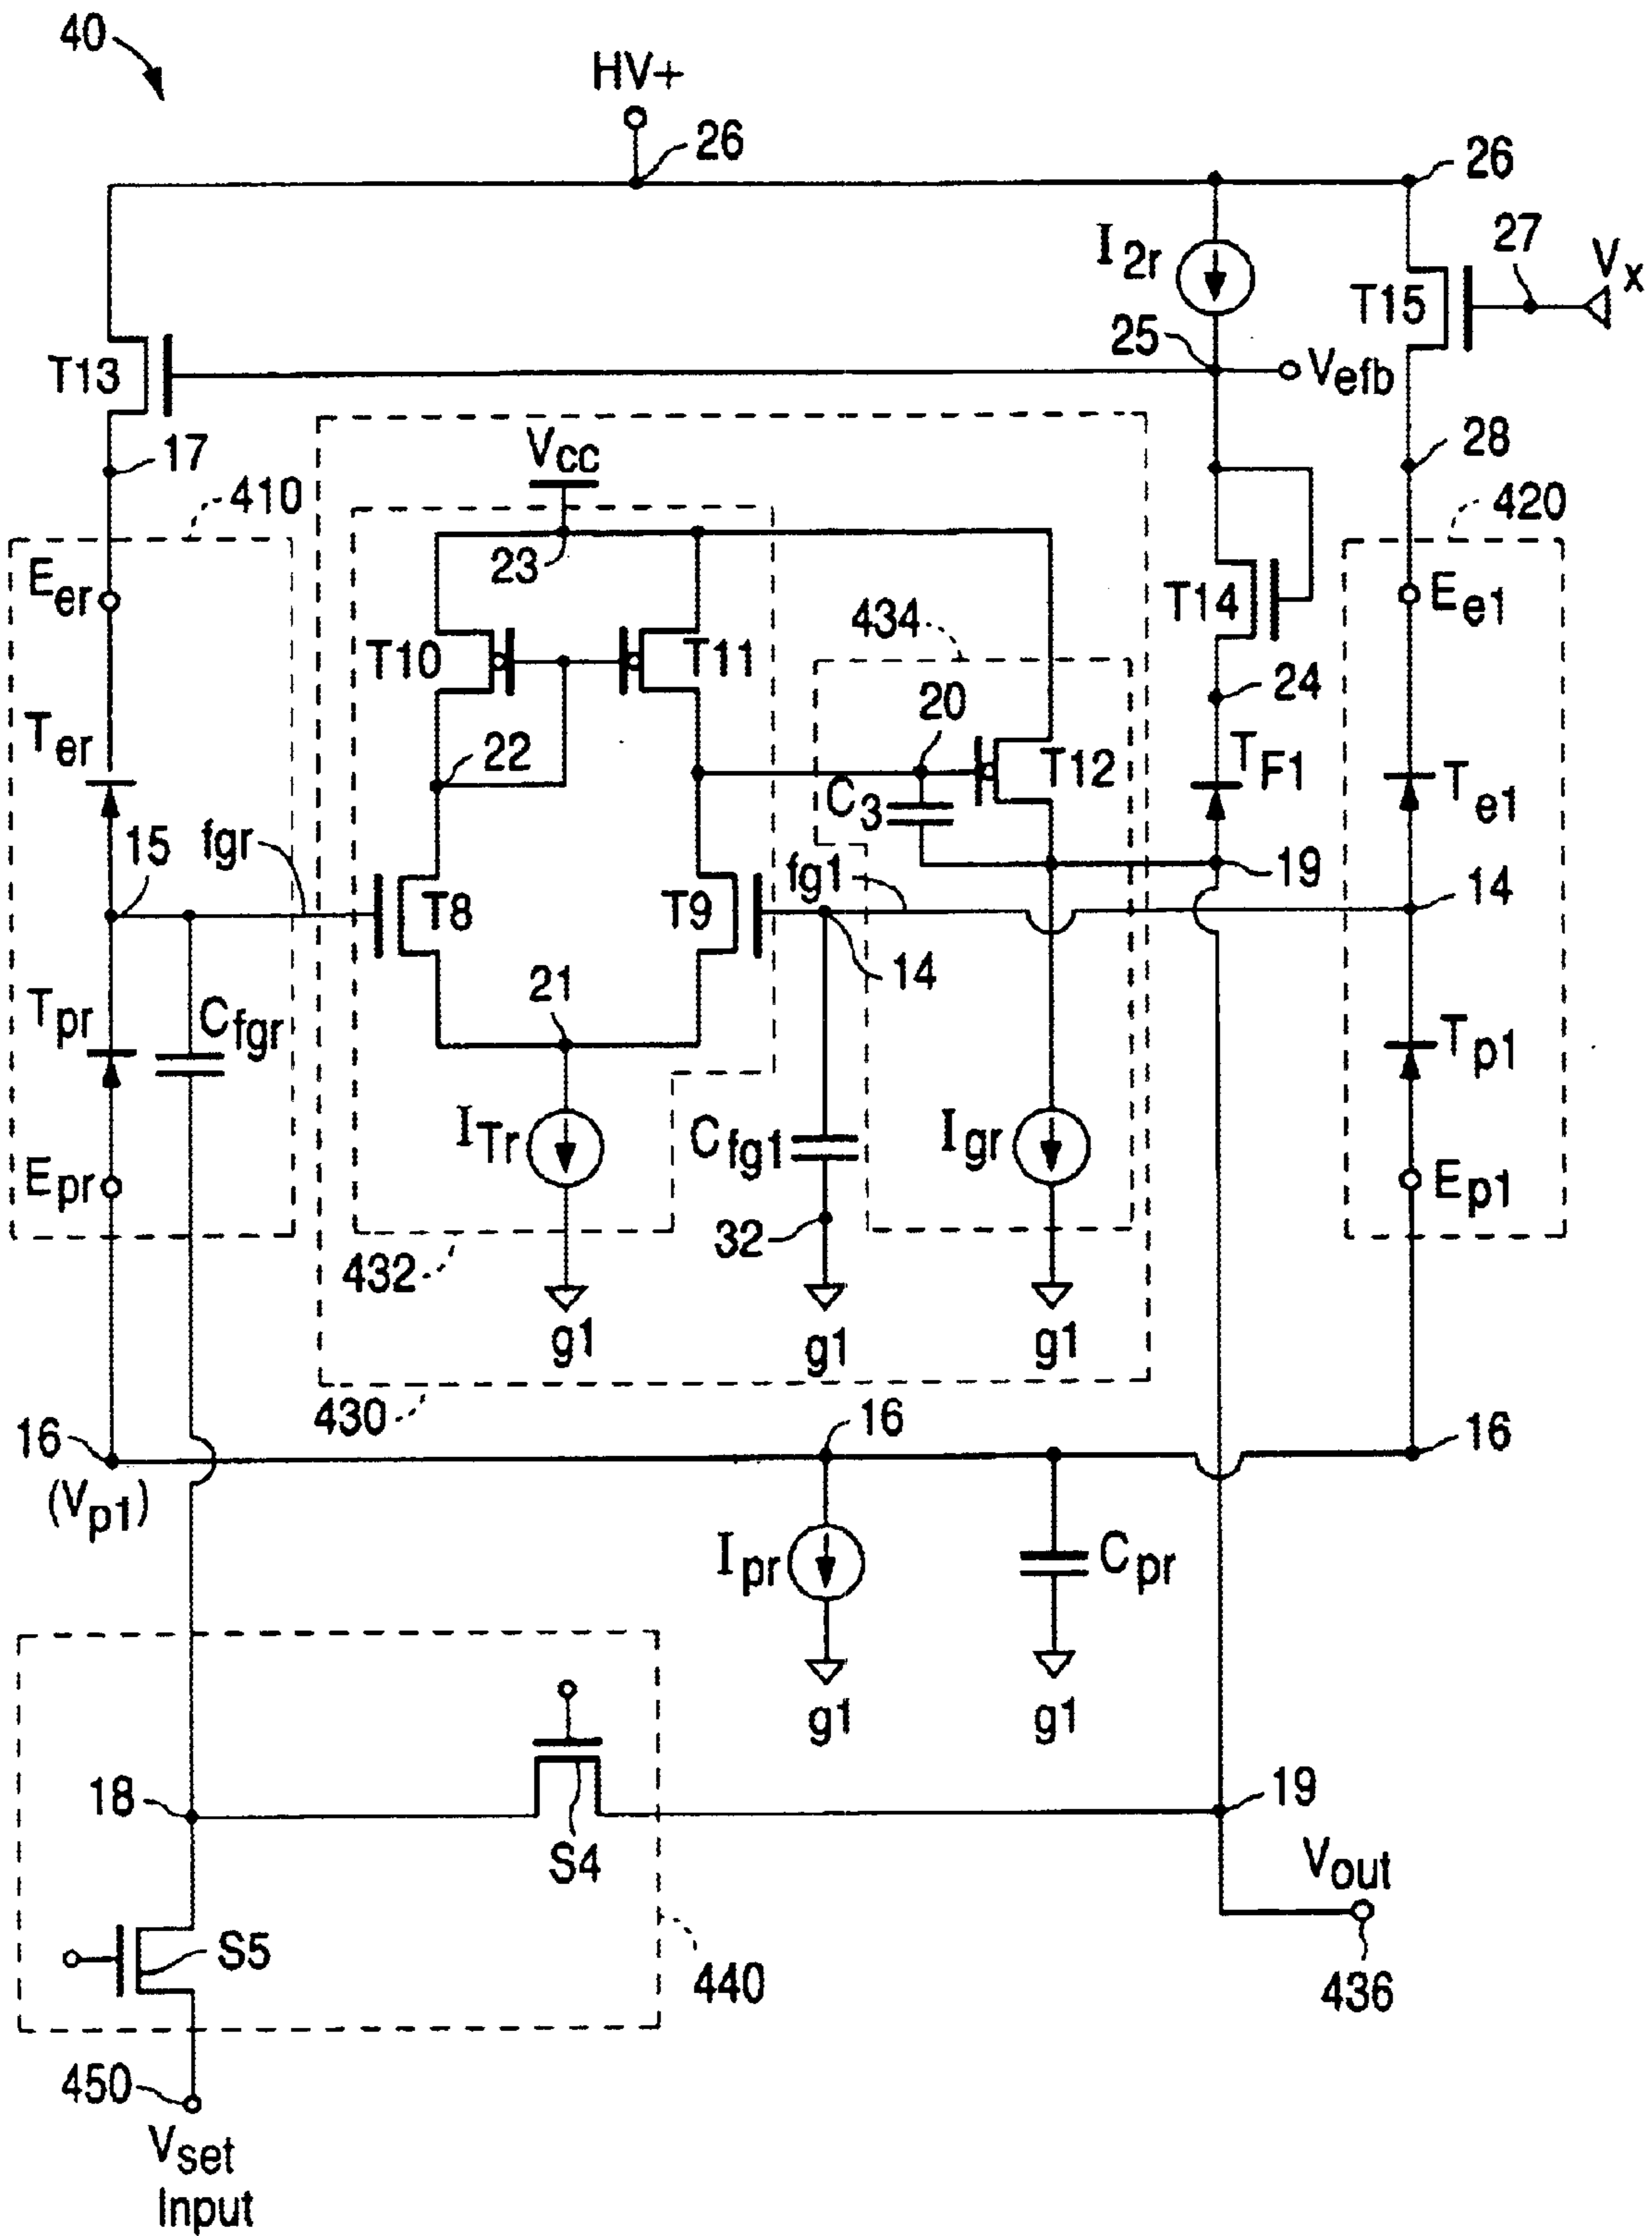 40
HV+
26
26
I2r
27
Vx
T15
25
Vefb
T13
17
28
410
Vcc
420
23
Eer
Ee1
T14
434
T10
T11
24
Ter
20
22
T12
TF1
C3
Te1
15
fgr
fg1
19
14
T8
T9
14
21
Tpr
Cfgr
Tp1
ITr
Cfg1
Igr
Epr
Ep1
32
432
g1
g1
g1
430
16
16
16
(Vp1)
Ipr
Cpr
g1
g1
18
19
S4
Vout
S5
440
436
450
Vset
Input